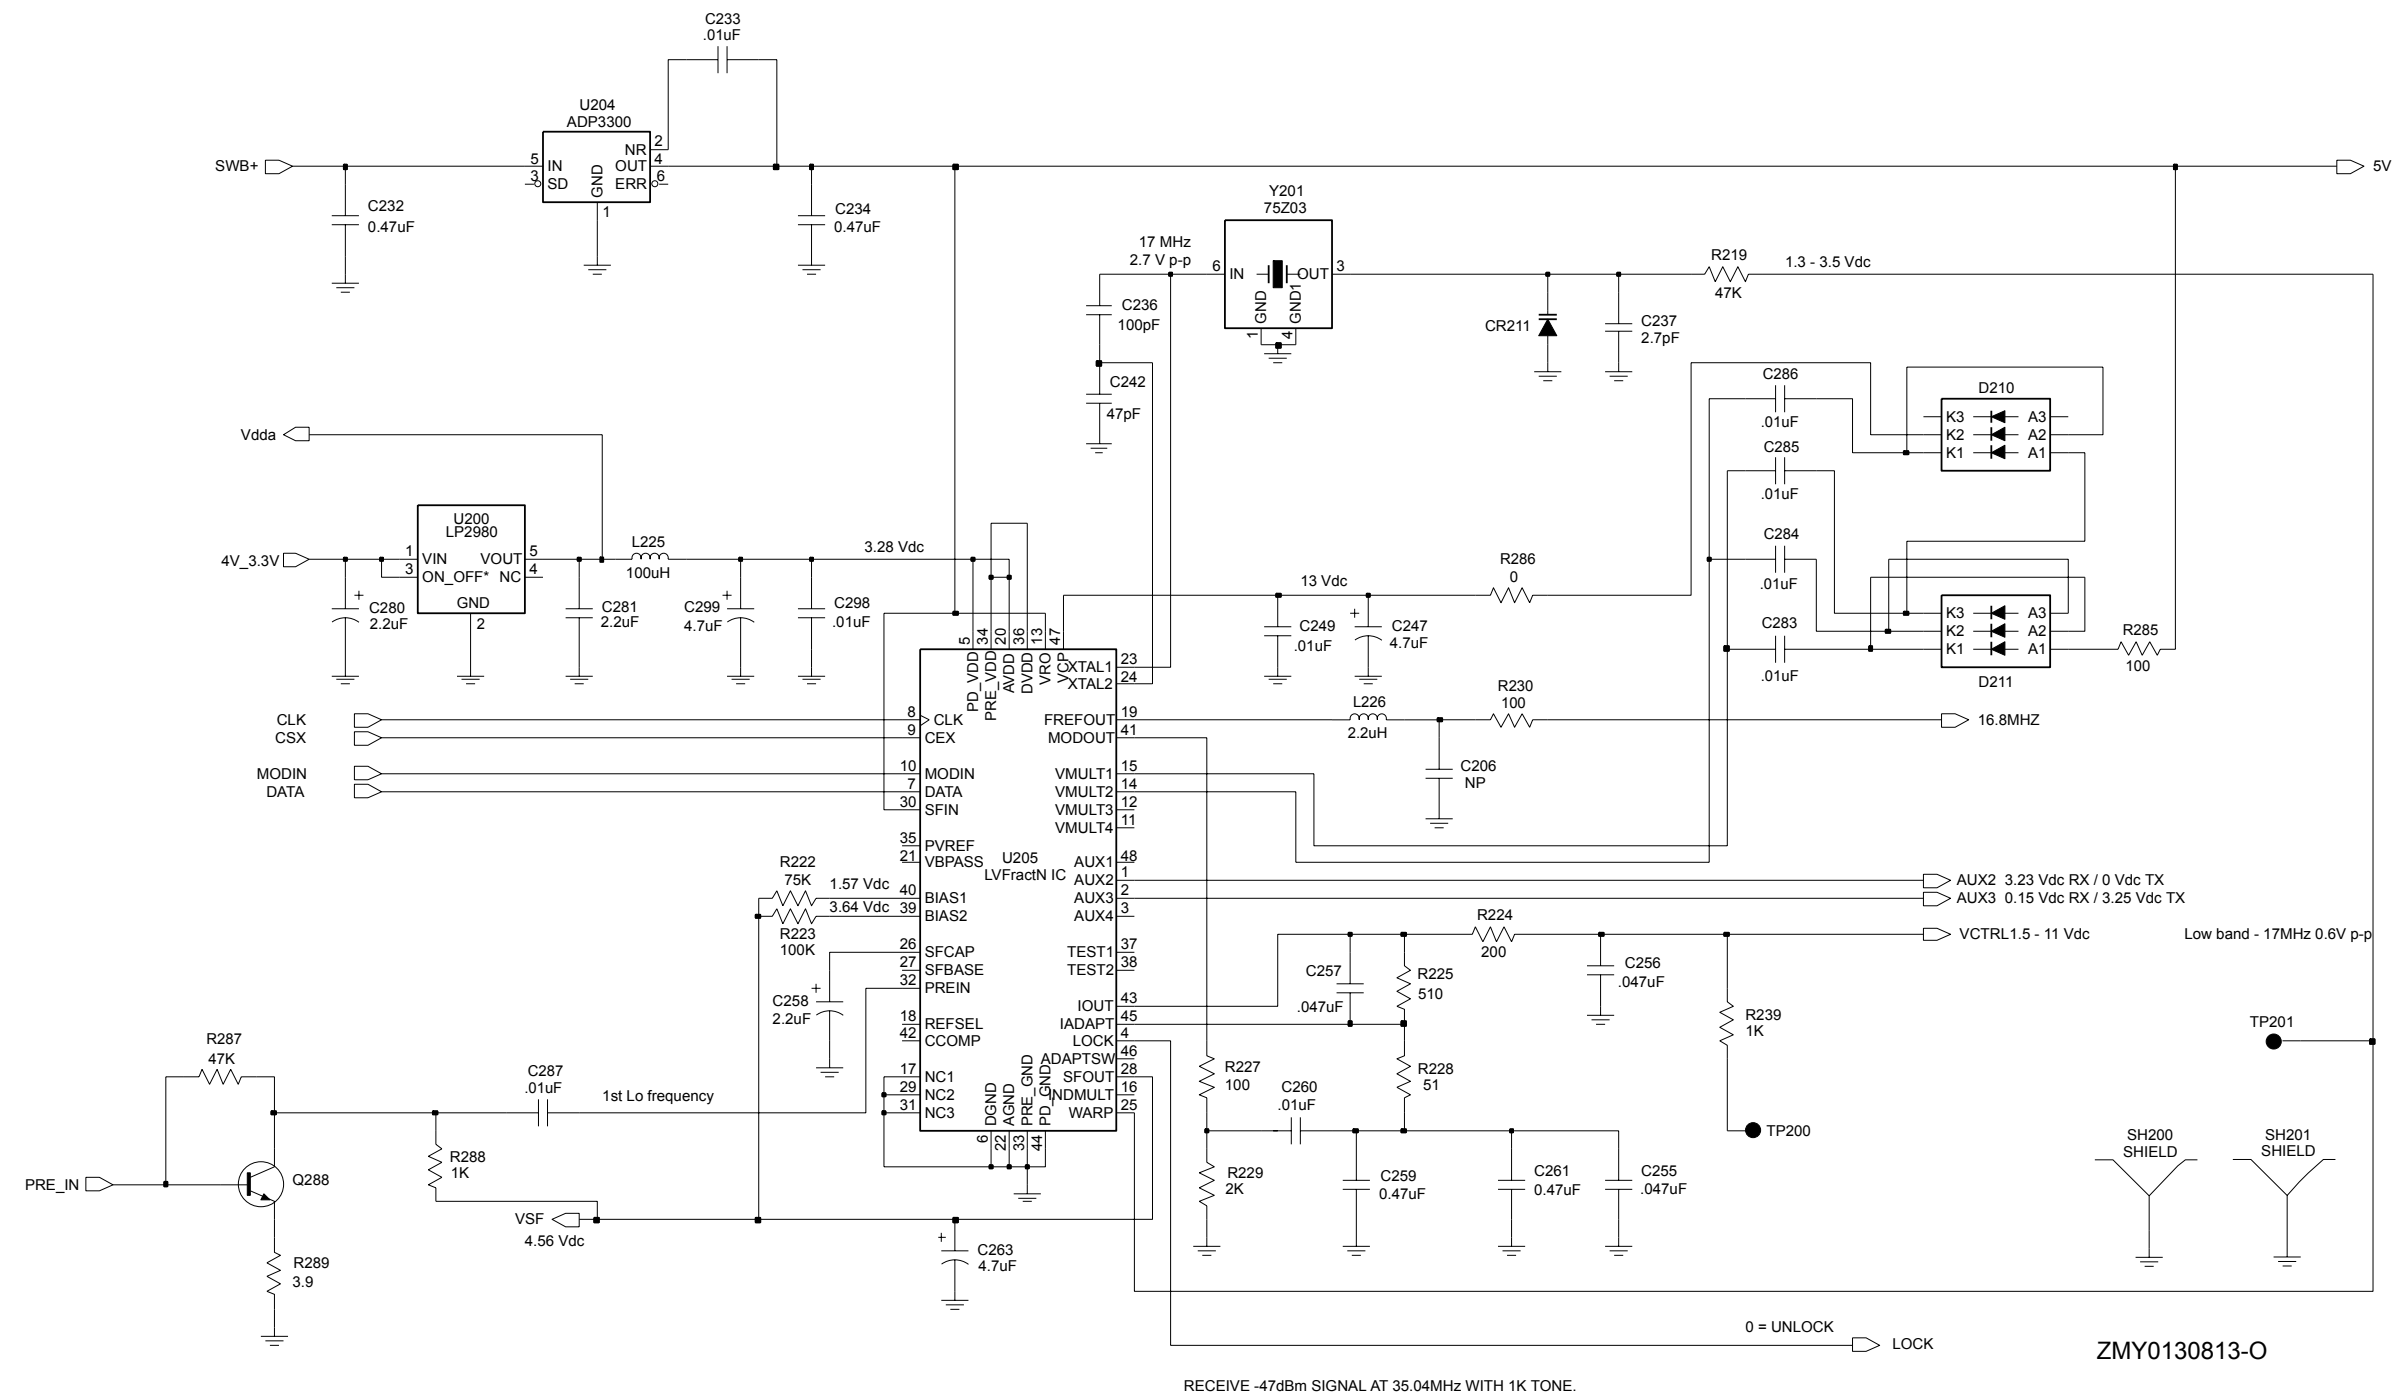 C233
.01uF
U204
ADP3300
SWB+
5 IN
3 SD
NR 2
OUT 4
ERR 6
GND
1
5V
C232
0.47uF
C234
0.47uF
Y201
75Z03
17 MHz
2.7 V p-p
6 IN
OUT 3
GND
GND1
1
4
R219
47K
1.3 - 3.5 Vdc
C236
100pF
CR211
C237
2.7pF
C242
47pF
C286
.01uF
D210
K3 A3
K2 A2
K1 A1
C285
.01uF
Vdda
U200
LP2980
4V_3.3V
1 VIN
3 ON_OFF*
VOUT 5
NC 4
GND
2
L225
100uH
3.28 Vdc
C284
.01uF
R286
0
13 Vdc
C280
+
2.2uF
C281
2.2uF
C299
+
4.7uF
C298
.01uF
C249
.01uF
C247
+
4.7uF
C283
.01uF
K3 A3
K2 A2
K1 A1
D211
R285
100
5 PD_VDD
34 PRE_VDD
20 AVDD
36 DVDD
13 VRO
47 VCP
XTAL1 23
XTAL2 24
CLK
CSX
MODIN
DATA
8 CLK
9 CEX
10 MODIN
7 DATA
30 SFIN
35 PVREF
21 VBPASS
40 BIAS1
39 BIAS2
26 SFCAP
27 SFBASE
32 PREIN
18 REFSEL
42 CCOMP
17 NC1
29 NC2
31 NC3
U205
LVFractN IC
FREFOUT 19
MODOUT 41
VMULT1 15
VMULT2 14
VMULT3 12
VMULT4 11
AUX1 48
AUX2 1
AUX3 2
AUX4 3
TEST1 37
TEST2 38
IOUT 43
IADAPT 45
LOCK 4
ADAPTSW 46
SFOUT 28
INDMULT 16
WARP 25
DGND 6
AGND 22
PRE_GND 33
PD_GND 44
L226
2.2uH
R230
100
16.8MHZ
C206
NP
R222
75K
1.57 Vdc
3.64 Vdc
R223
100K
C258
+
2.2uF
AUX2 3.23 Vdc RX / 0 Vdc TX
AUX3 0.15 Vdc RX / 3.25 Vdc TX
R224
200
VCTRL1.5 - 11 Vdc
Low band - 17MHz 0.6V p-p
C257
.047uF
R225
510
C256
.047uF
R239
1K
TP201
R287
47K
C287
.01uF
1st Lo frequency
R227
100
C260
.01uF
R228
51
TP200
PRE_IN
Q288
R288
1K
R229
2K
C259
0.47uF
C261
0.47uF
C255
.047uF
SH200
SHIELD
SH201
SHIELD
VSF
4.56 Vdc
R289
3.9
C263
+
4.7uF
0 = UNLOCK
LOCK
ZMY0130813-O
RECEIVE -47dBm SIGNAL AT 35.04MHz WITH 1K TONE.